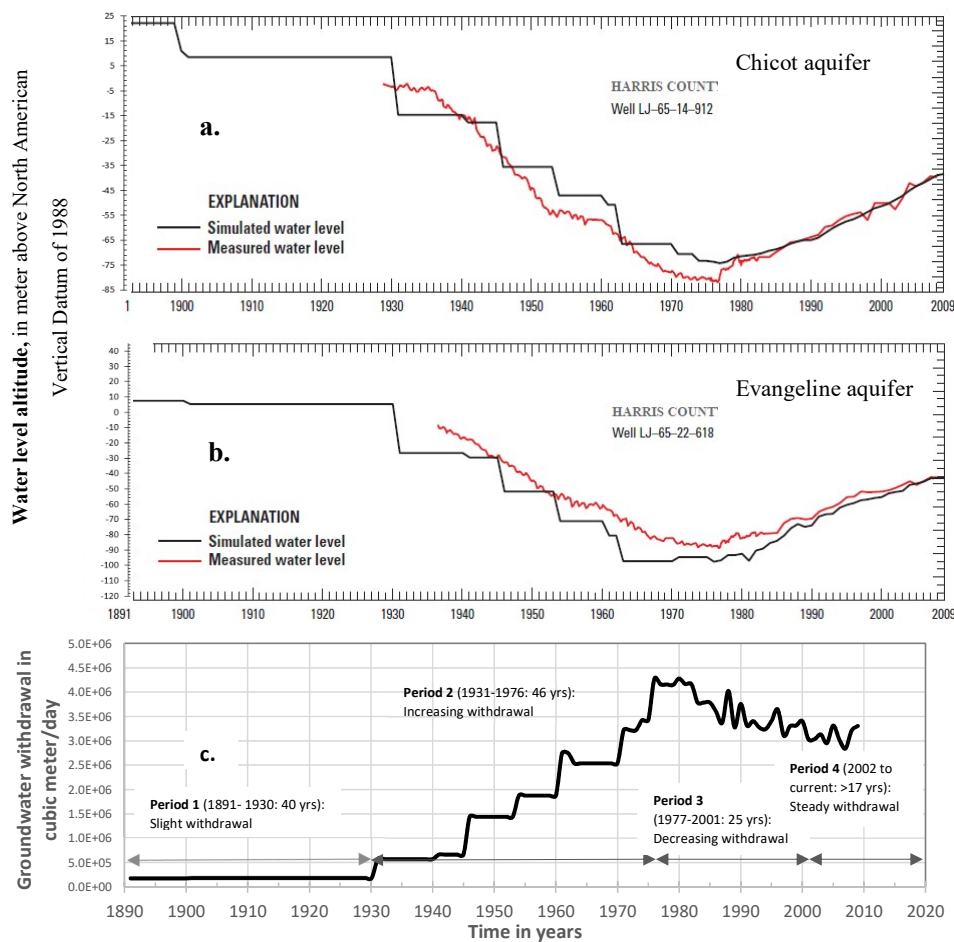 Water level altitude, in meter above North American
Vertical Datum of 1988
25
15
5
-5
-15
-25
-35
-45
-55
-65
-75
-85
Chicot aquifer
HARRIS COUNT
Well LJ–65–14–912
a.
EXPLANATION
Simulated water level
Measured water level
1 1900 1910 1920 1930 1940 1950 1960 1970 1980 1990 2000 2009
40
30
20
10
0
-10
-20
-30
-40
-50
-60
-70
-80
-90
-100
-110
-120
Evangeline aquifer
HARRIS COUNT
Well LJ–65–22–618
b.
EXPLANATION
Simulated water level
Measured water level
1891 1900 1910 1920 1930 1940 1950 1960 1970 1980 1990 2000 2009
Groundwater withdrawal in
cubic meter/day
5.0E+06
4.5E+06
4.0E+06
3.5E+06
3.0E+06
2.5E+06
2.0E+06
1.5E+06
1.0E+06
5.0E+05
0.0E+00
Period 2 (1931-1976: 46 yrs):
Increasing withdrawal
c.
Period 1 (1891- 1930: 40 yrs):
Slight withdrawal
Period 3
(1977-2001: 25 yrs):
Decreasing withdrawal
Period 4 (2002 to
current: >17 yrs):
Steady withdrawal
1890 1900 1910 1920 1930 1940 1950 1960 1970 1980 1990 2000 2010 2020
Time in years